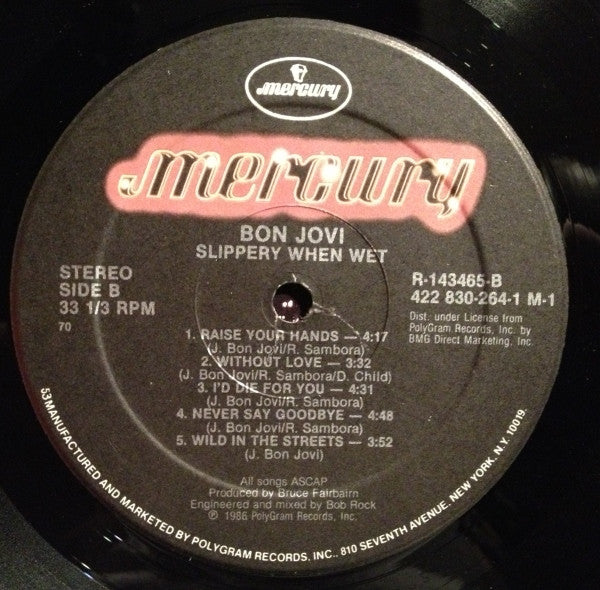 mercury
mercury
BON JOVI
SLIPPERY WHEN WET
STEREO
SIDE B
33 1/3 RPM
70
R-143465-B
422 830-264-1 M-1
Dist. under License from
PolyGram Records, Inc. by
BMG Direct Marketing, Inc.
1. RAISE YOUR HANDS — 4:17
(J. Bon Jovi/R. Sambora)
2. WITHOUT LOVE — 3:32
(J. Bon Jovi/R. Sambora/D. Child)
3. I'D DIE FOR YOU — 4:31
(J. Bon Jovi/R. Sambora)
4. NEVER SAY GOODBYE — 4:48
(J. Bon Jovi/R. Sambora)
5. WILD IN THE STREETS — 3:52
(J. Bon Jovi)
All songs ASCAP
Produced by Bruce Fairbairn
Engineered and mixed by Bob Rock
℗ 1986 PolyGram Records, Inc.
53MANUFACTURED AND MARKETED BY POLYGRAM RECORDS, INC., 810 SEVENTH AVENUE, NEW YORK, N.Y. 10019